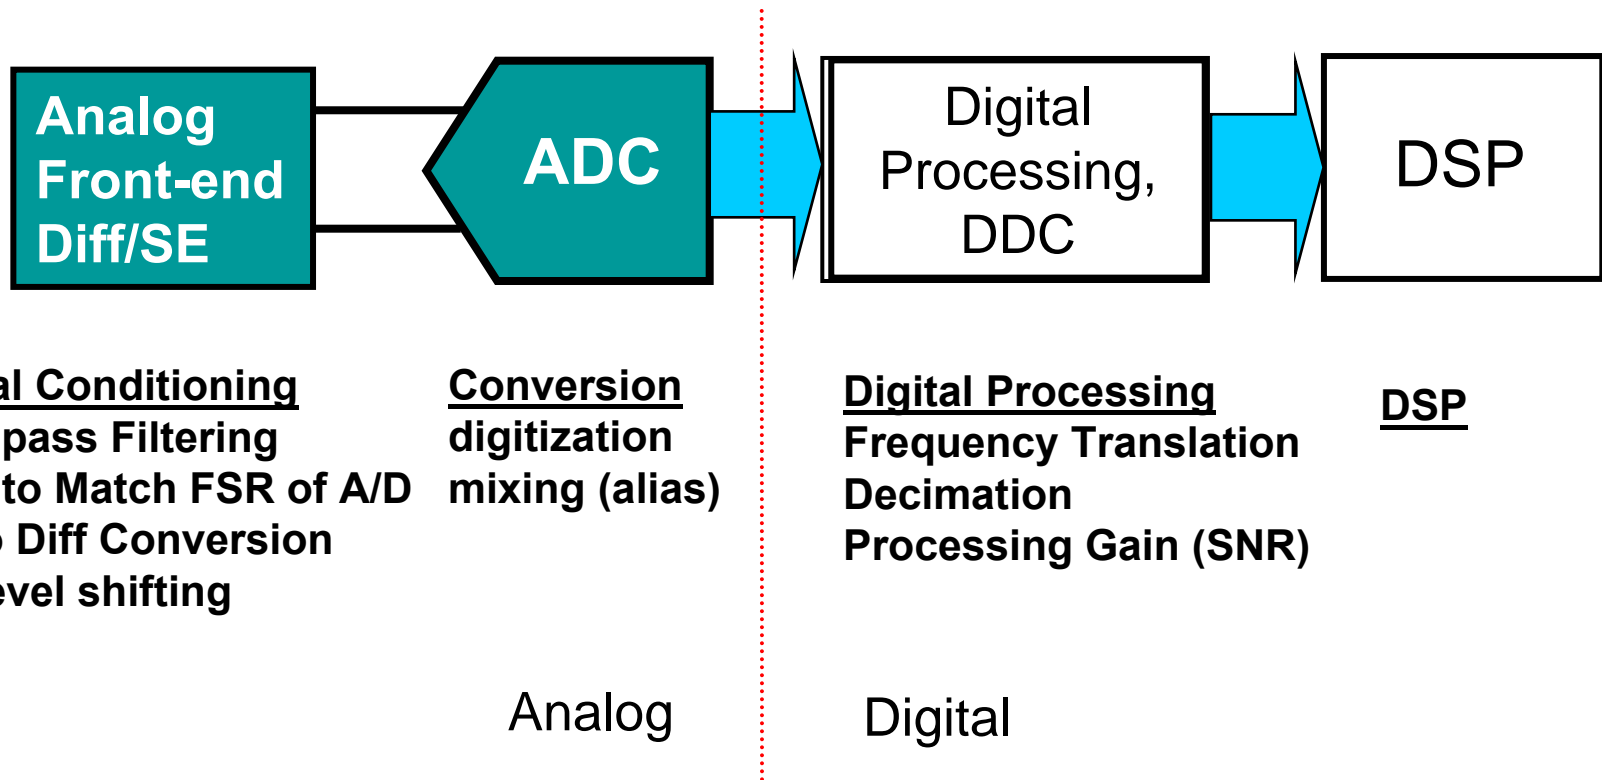 Analog
Front-end
Diff/SE
ADC
Digital
Processing,
DDC
DSP
al Conditioning
pass Filtering
to Match FSR of A/D
Diff Conversion
evel shifting
Conversion
digitization
mixing (alias)
Digital Processing
Frequency Translation
Decimation
Processing Gain (SNR)
DSP
Analog
Digital